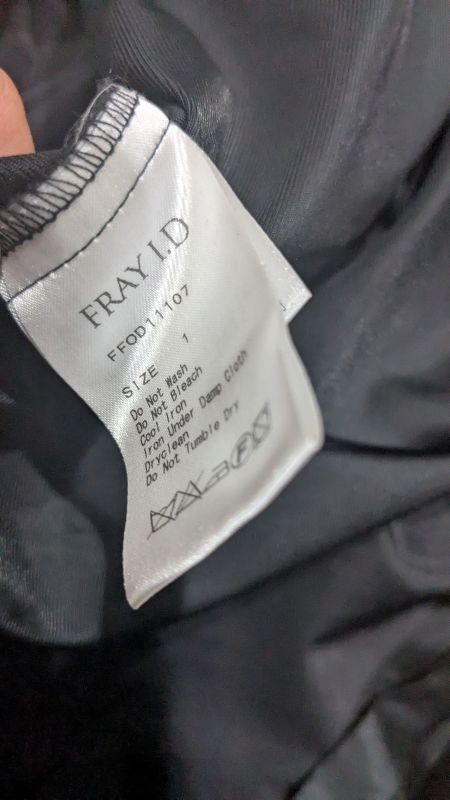 FRAY I.D
FFOD11107
SIZE 1
Do Not Wash
Do Not Bleach
Cool Iron
Iron Under Damp Cloth
Dryclean
Do Not Tumble Dry
F